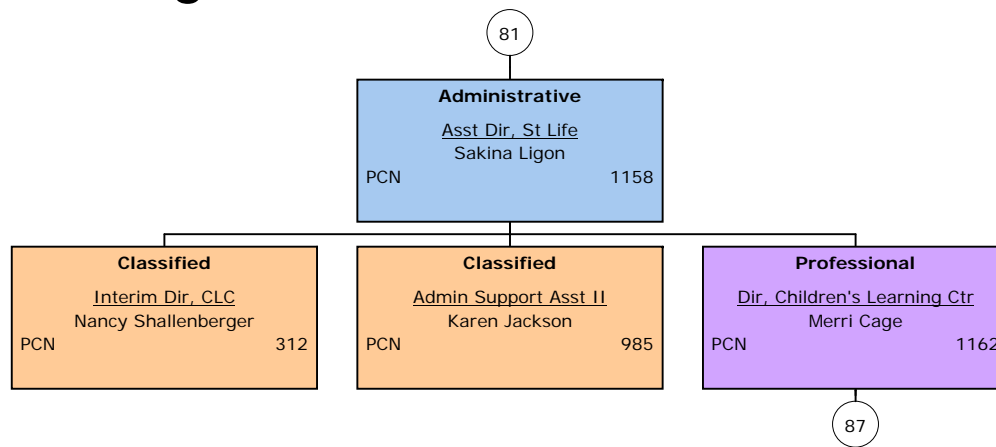 81
Administrative
Asst Dir, St Life
Sakina Ligon
PCN 1158
Classified
Interim Dir, CLC
Nancy Shallenberger
PCN 312
Classified
Admin Support Asst II
Karen Jackson
PCN 985
Professional
Dir, Children's Learning Ctr
Merri Cage
PCN 1162
87